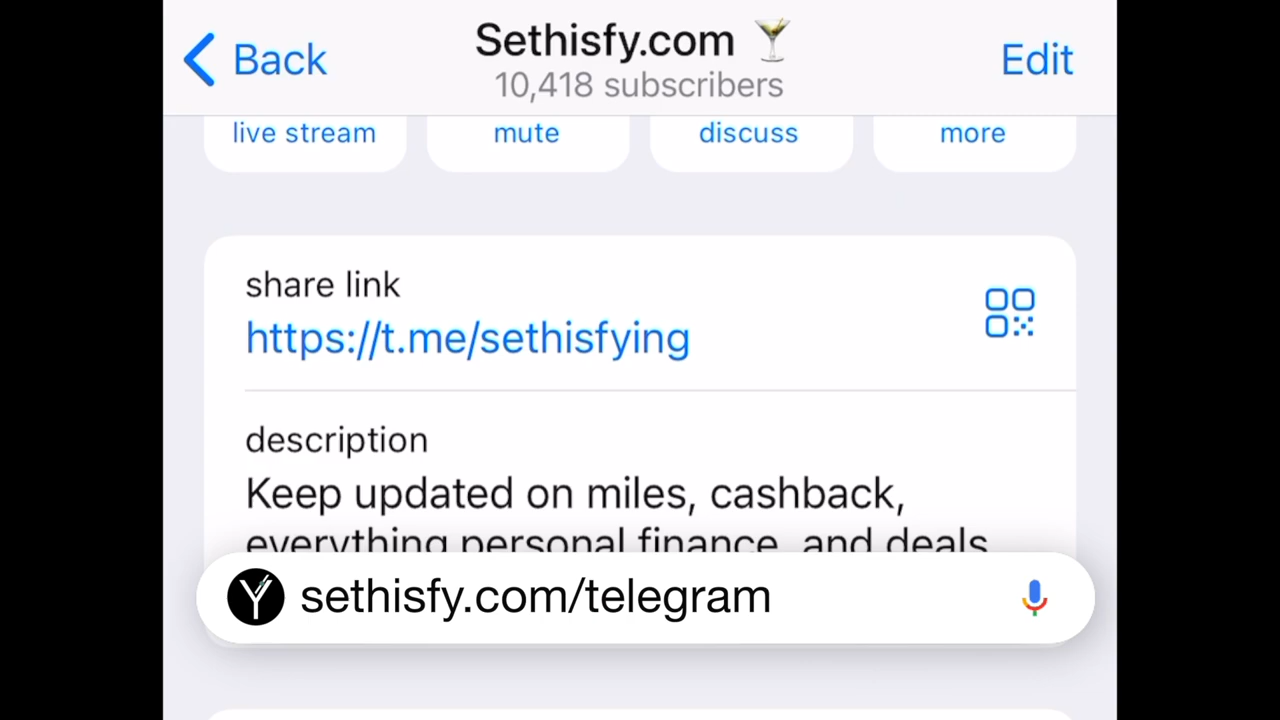 Back
Sethisfy.com 🍸
10,418 subscribers
Edit
live stream
mute
discuss
more
share link
https://t.me/sethisfying
description
Keep updated on miles, cashback,
everything personal finance, and deals
sethisfy.com/telegram